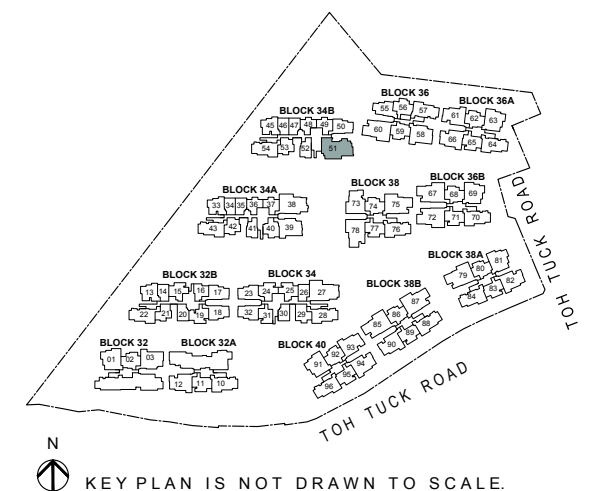 BLOCK 36
BLOCK 36A
55 56 57
61 62 63
60 59 58
66 65 64
BLOCK 34B
45 46 47 48 49 50
54 53 52 51
BLOCK 34A
33 34 35 36 37 38
43 42 41 40 39
BLOCK 38
73 74 75
78 77 76
BLOCK 36B
67 68 69
72 71 70
TOH TUCK ROAD
BLOCK 38A
79 80 81
84 83 82
BLOCK 32B
13 14 15 16 17
22 21 20 19 18
BLOCK 34
23 24 25 26 27
32 31 30 29 28
BLOCK 38B
85 86 87
90 89 88
BLOCK 32
01 02 03
BLOCK 32A
12 11 10
BLOCK 40
91 92 93
96 95 94
TOH TUCK ROAD
N
KEY PLAN IS NOT DRAWN TO SCALE.